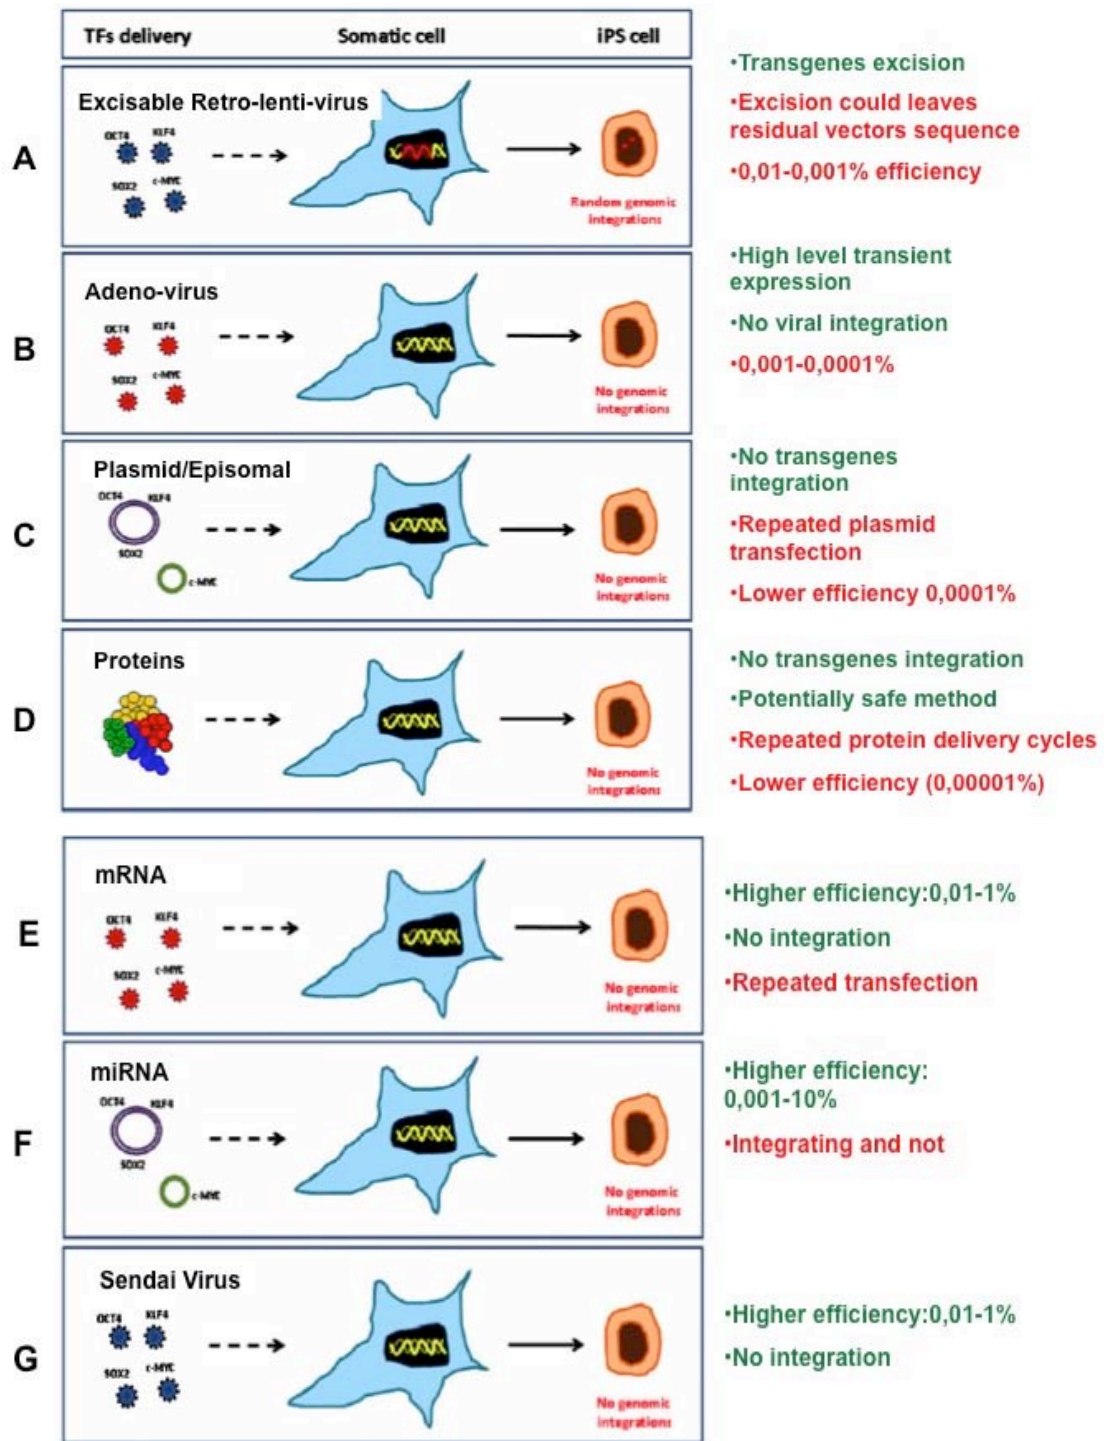 TFs delivery Somatic cell iPS cell
A
Excisable Retro-lenti-virus
OCT4 KLF4
SOX2 c-MYC
Random genomic
integrations
•Transgenes excision
•Excision could leaves
residual vectors sequence
•0,01-0,001% efficiency
B
Adeno-virus
OCT4 KLF4
SOX2 c-MYC
No genomic
integrations
•High level transient
expression
•No viral integration
•0,001-0,0001%
C
Plasmid/Episomal
OCT4 KLF4
SOX2
c-MYC
No genomic
integrations
•No transgenes
integration
•Repeated plasmid
transfection
•Lower efficiency 0,0001%
D
Proteins
No genomic
integrations
•No transgenes integration
•Potentially safe method
•Repeated protein delivery cycles
•Lower efficiency (0,00001%)
E
mRNA
OCT4 KLF4
SOX2 c-MYC
No genomic
integrations
•Higher efficiency:0,01-1%
•No integration
•Repeated transfection
F
miRNA
OCT4 KLF4
SOX2
c-MYC
No genomic
integrations
•Higher efficiency:
0,001-10%
•Integrating and not
G
Sendai Virus
OCT4 KLF4
SOX2 c-MYC
No genomic
integrations
•Higher efficiency:0,01-1%
•No integration